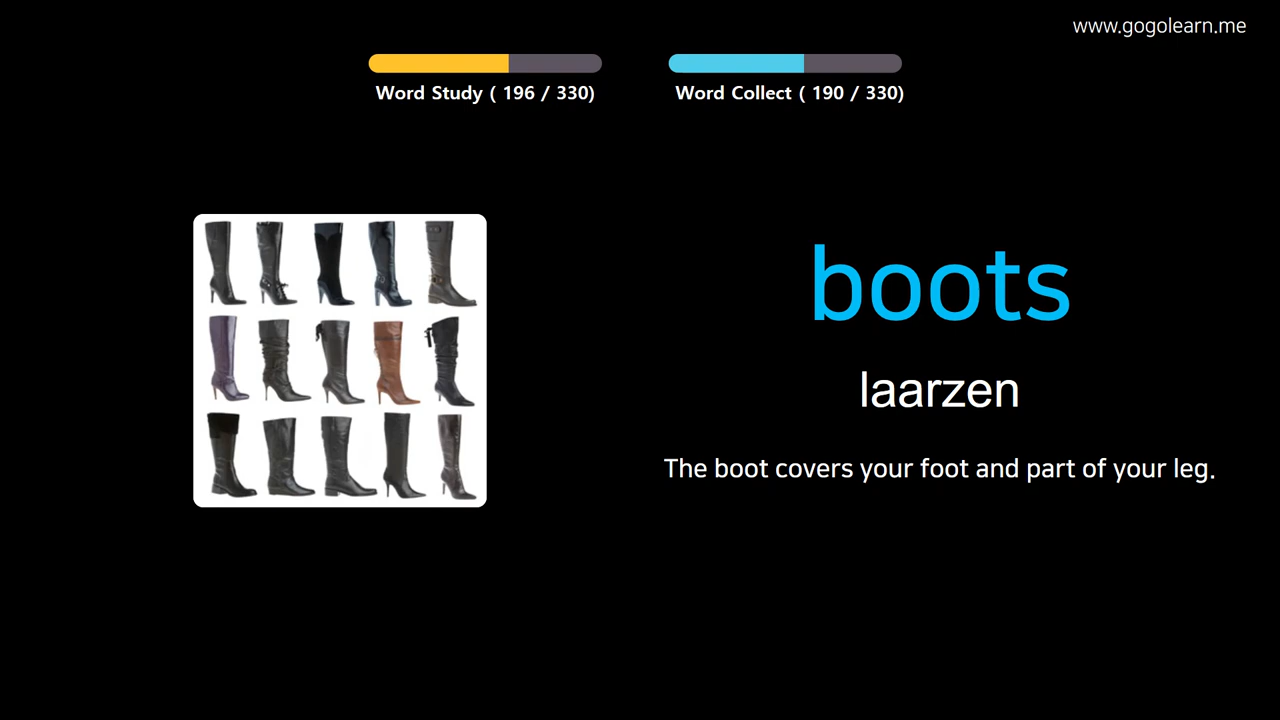 www.gogolearn.me
Word Study ( 196 / 330)
Word Collect ( 190 / 330)
boots
laarzen
The boot covers your foot and part of your leg.